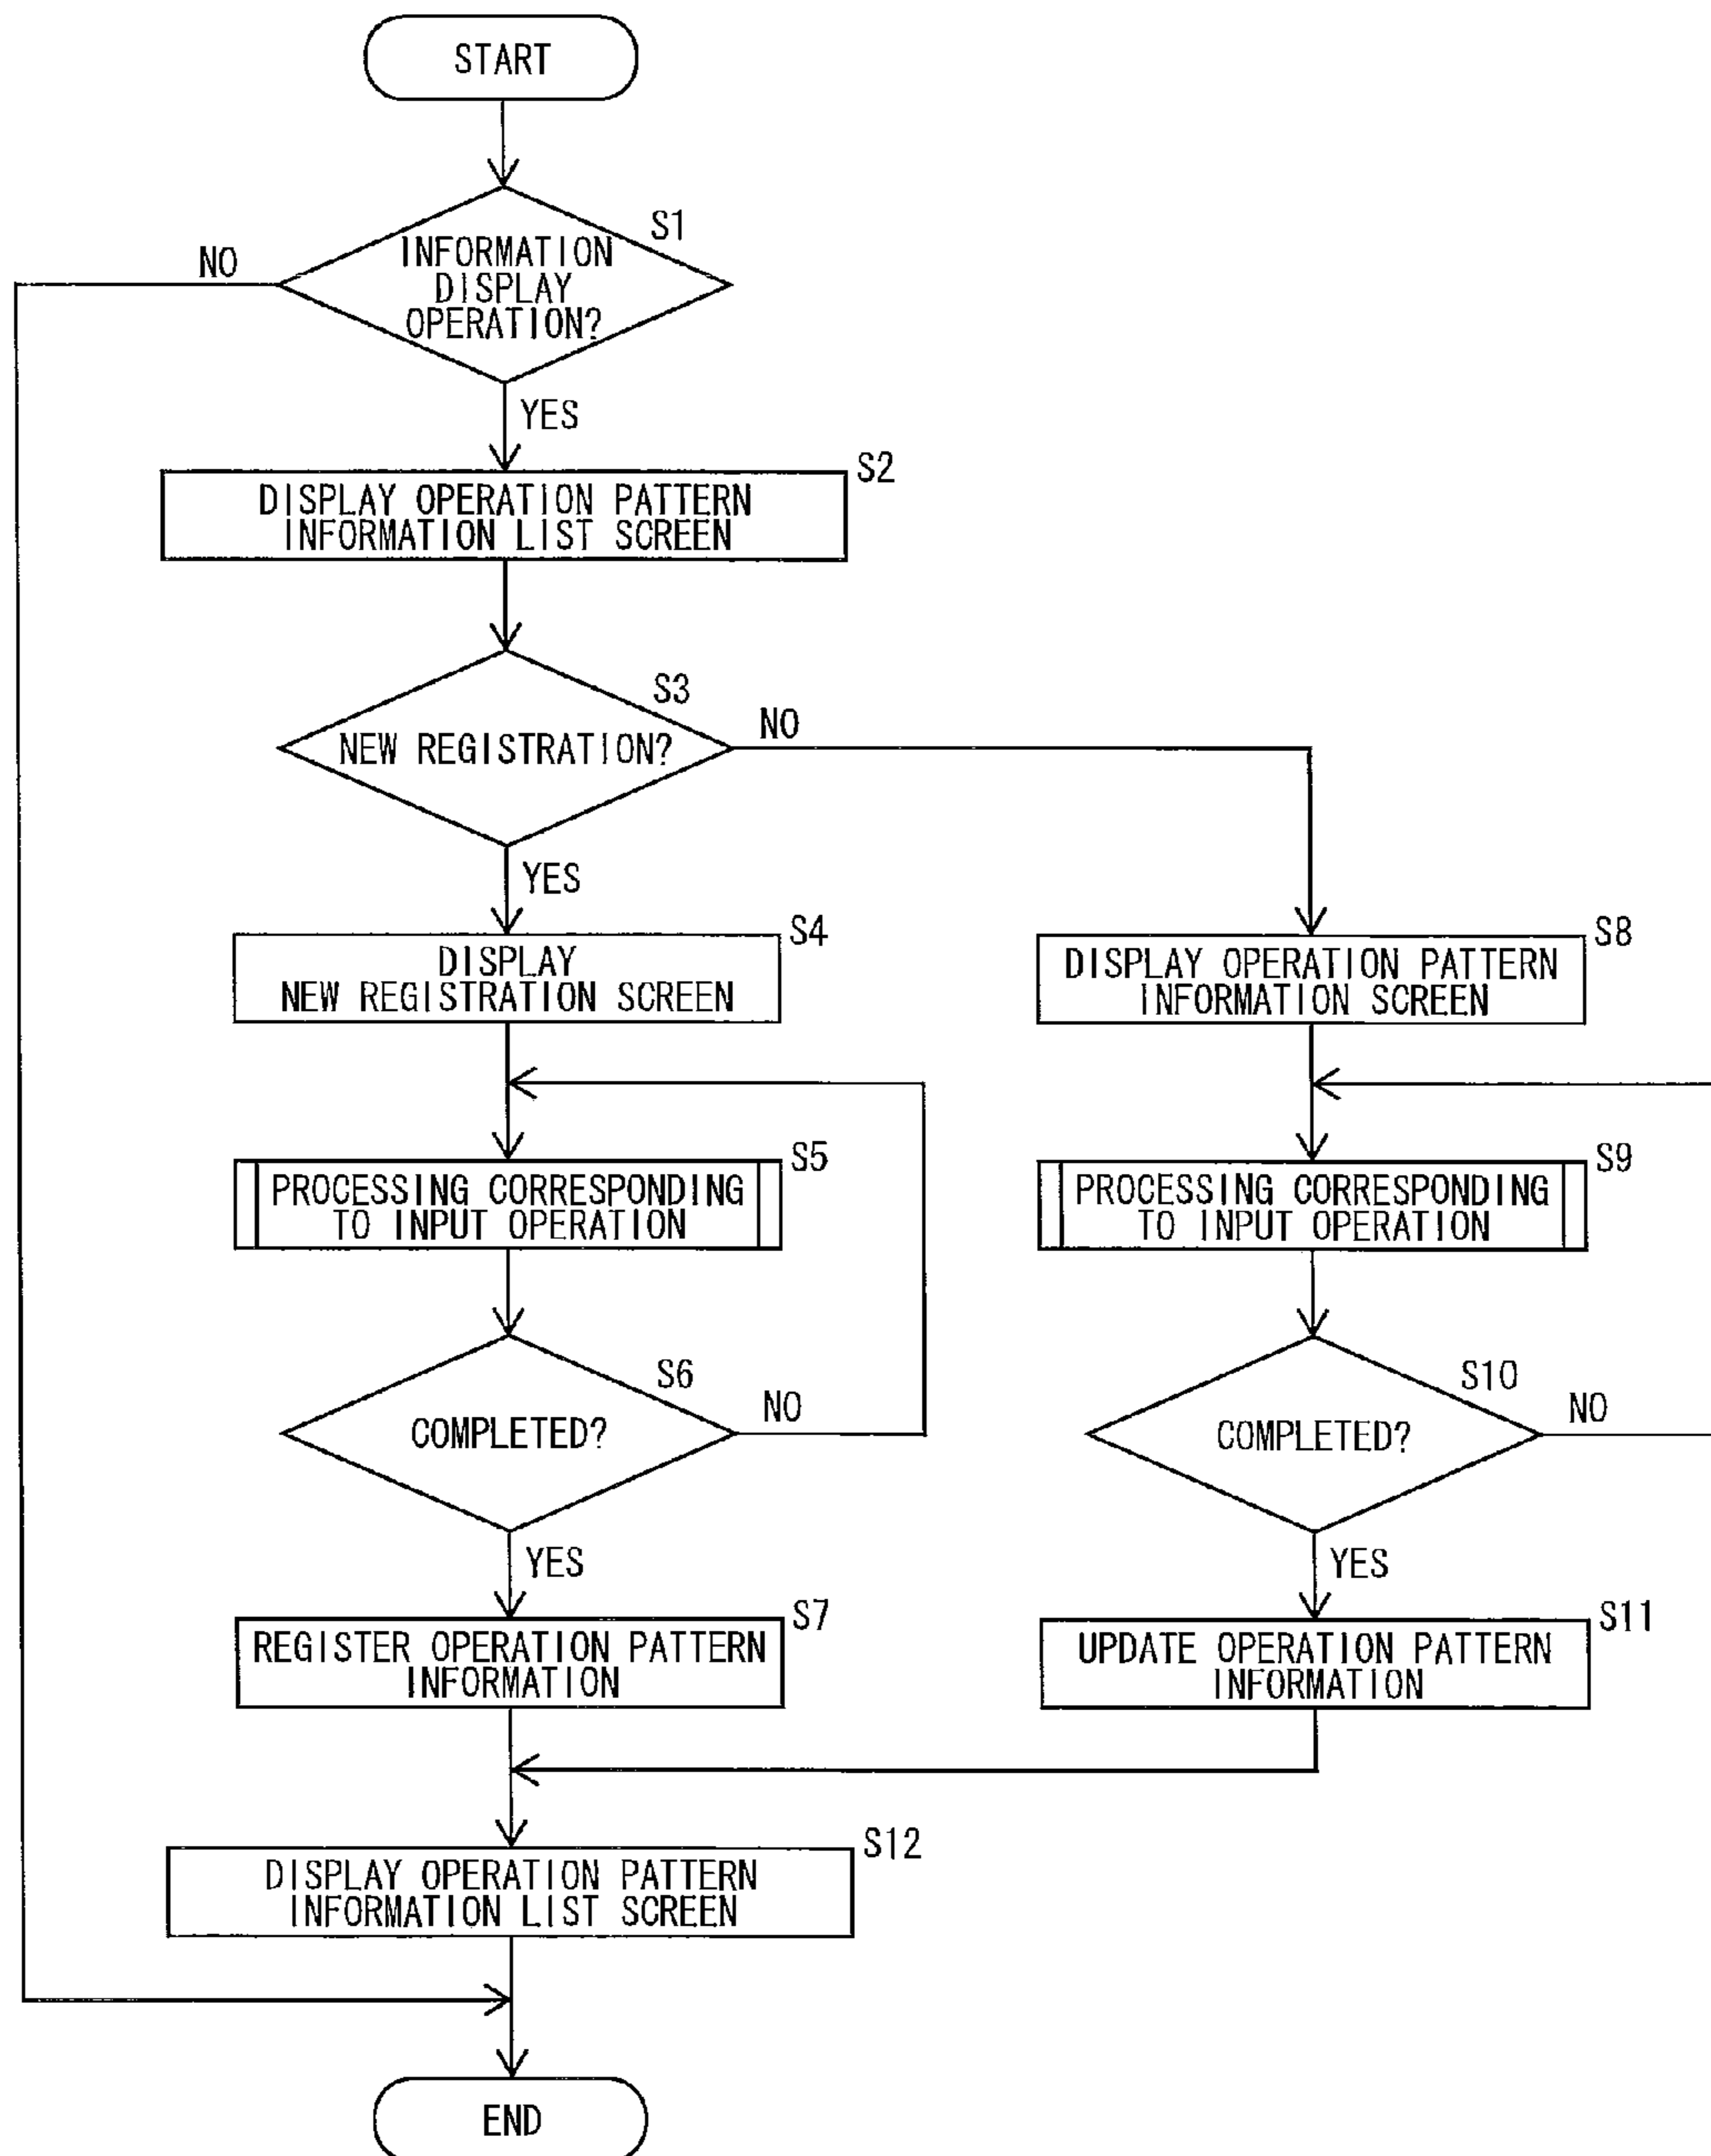 START
S1
INFORMATION
DISPLAY
OPERATION?
NO
YES
S2
DISPLAY OPERATION PATTERN
INFORMATION LIST SCREEN
S3
NEW REGISTRATION?
NO
YES
S4
DISPLAY
NEW REGISTRATION SCREEN
S5
PROCESSING CORRESPONDING
TO INPUT OPERATION
S6
COMPLETED?
NO
YES
S7
REGISTER OPERATION PATTERN
INFORMATION
S8
DISPLAY OPERATION PATTERN
INFORMATION SCREEN
S9
PROCESSING CORRESPONDING
TO INPUT OPERATION
S10
COMPLETED?
NO
YES
S11
UPDATE OPERATION PATTERN
INFORMATION
S12
DISPLAY OPERATION PATTERN
INFORMATION LIST SCREEN
END